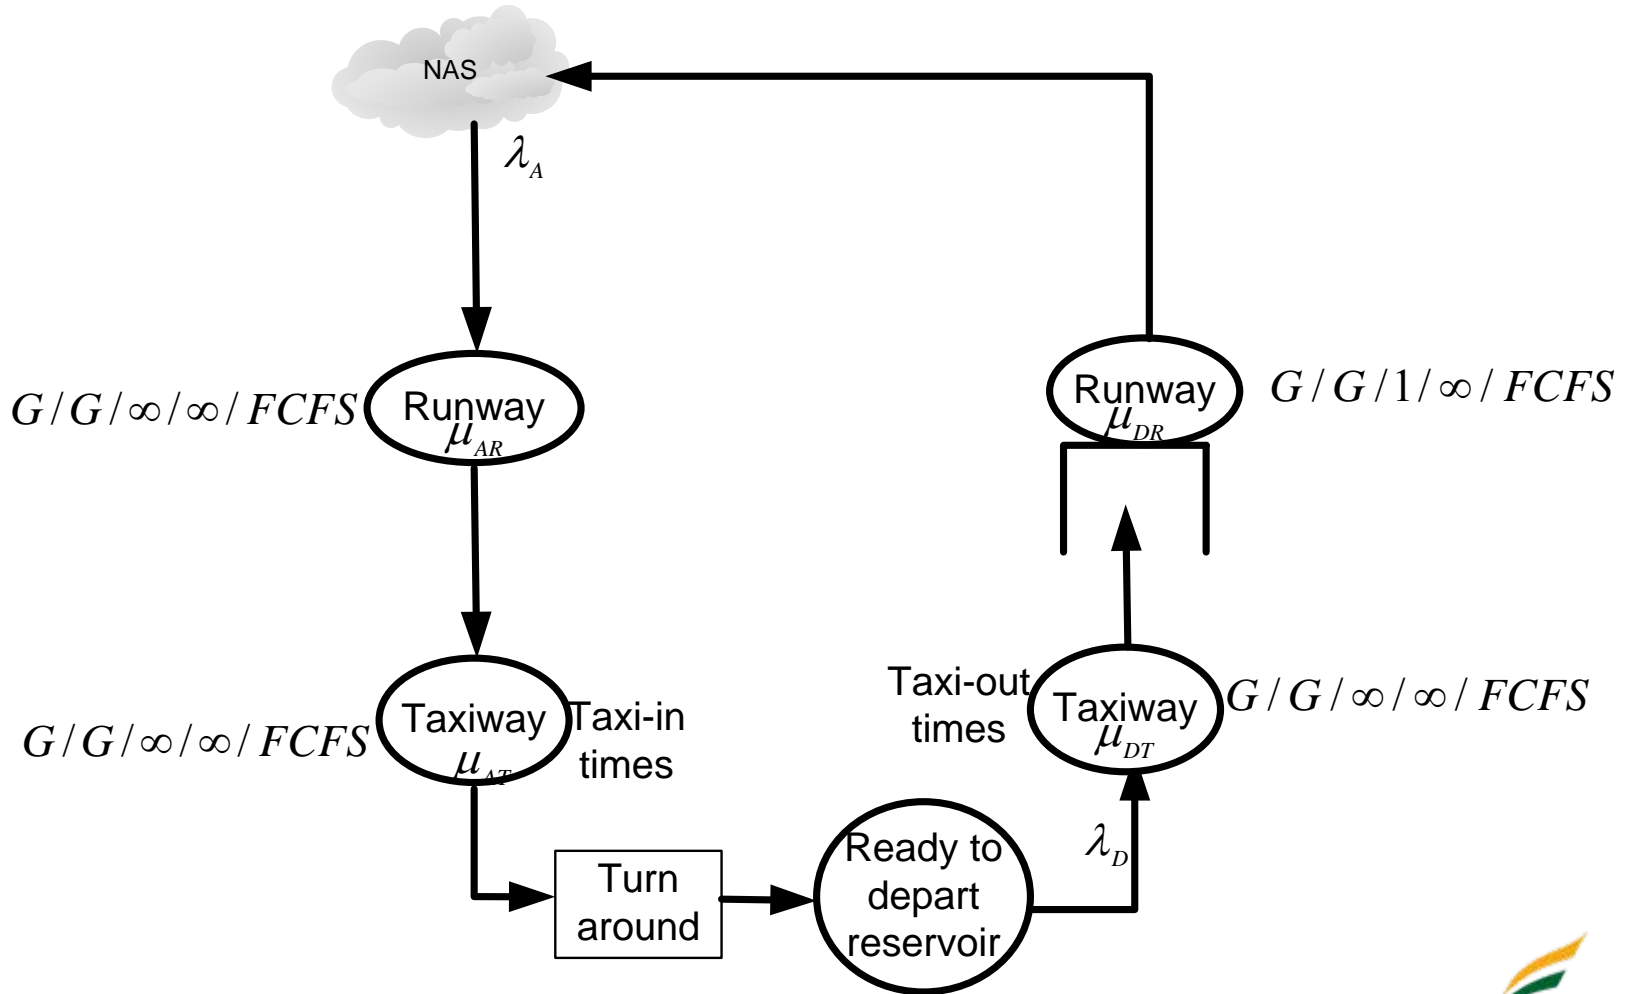 NAS
λ_A
G/G/∞/∞/FCFS
Runway
μ_AR
Runway
μ_DR
G/G/1/∞/FCFS
G/G/∞/∞/FCFS
Taxiway
μ_AT
Taxi-in
times
Taxi-out
times
Taxiway
μ_DT
G/G/∞/∞/FCFS
Turn
around
Ready to
depart
reservoir
λ_D